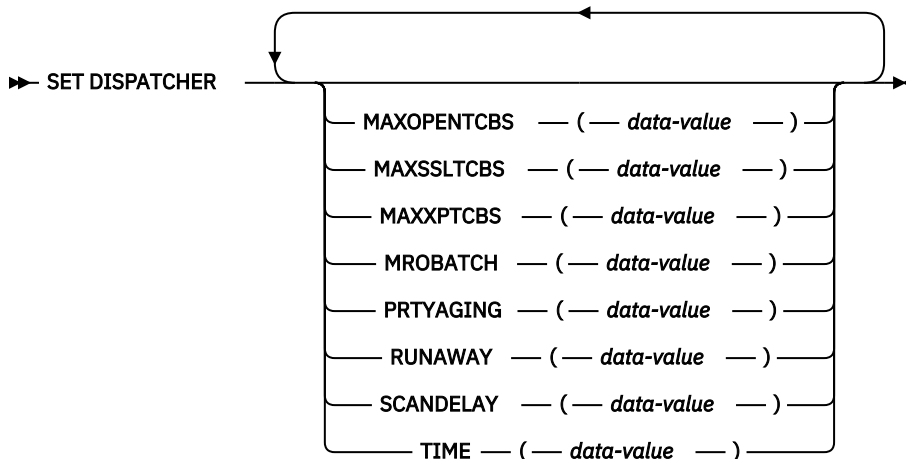 SET DISPATCHER
MAXOPENTCBS ( data-value )
MAXSSLTCBS ( data-value )
MAXXPTCBS ( data-value )
MROBATCH ( data-value )
PRTYAGING ( data-value )
RUNAWAY ( data-value )
SCANDELAY ( data-value )
TIME ( data-value )